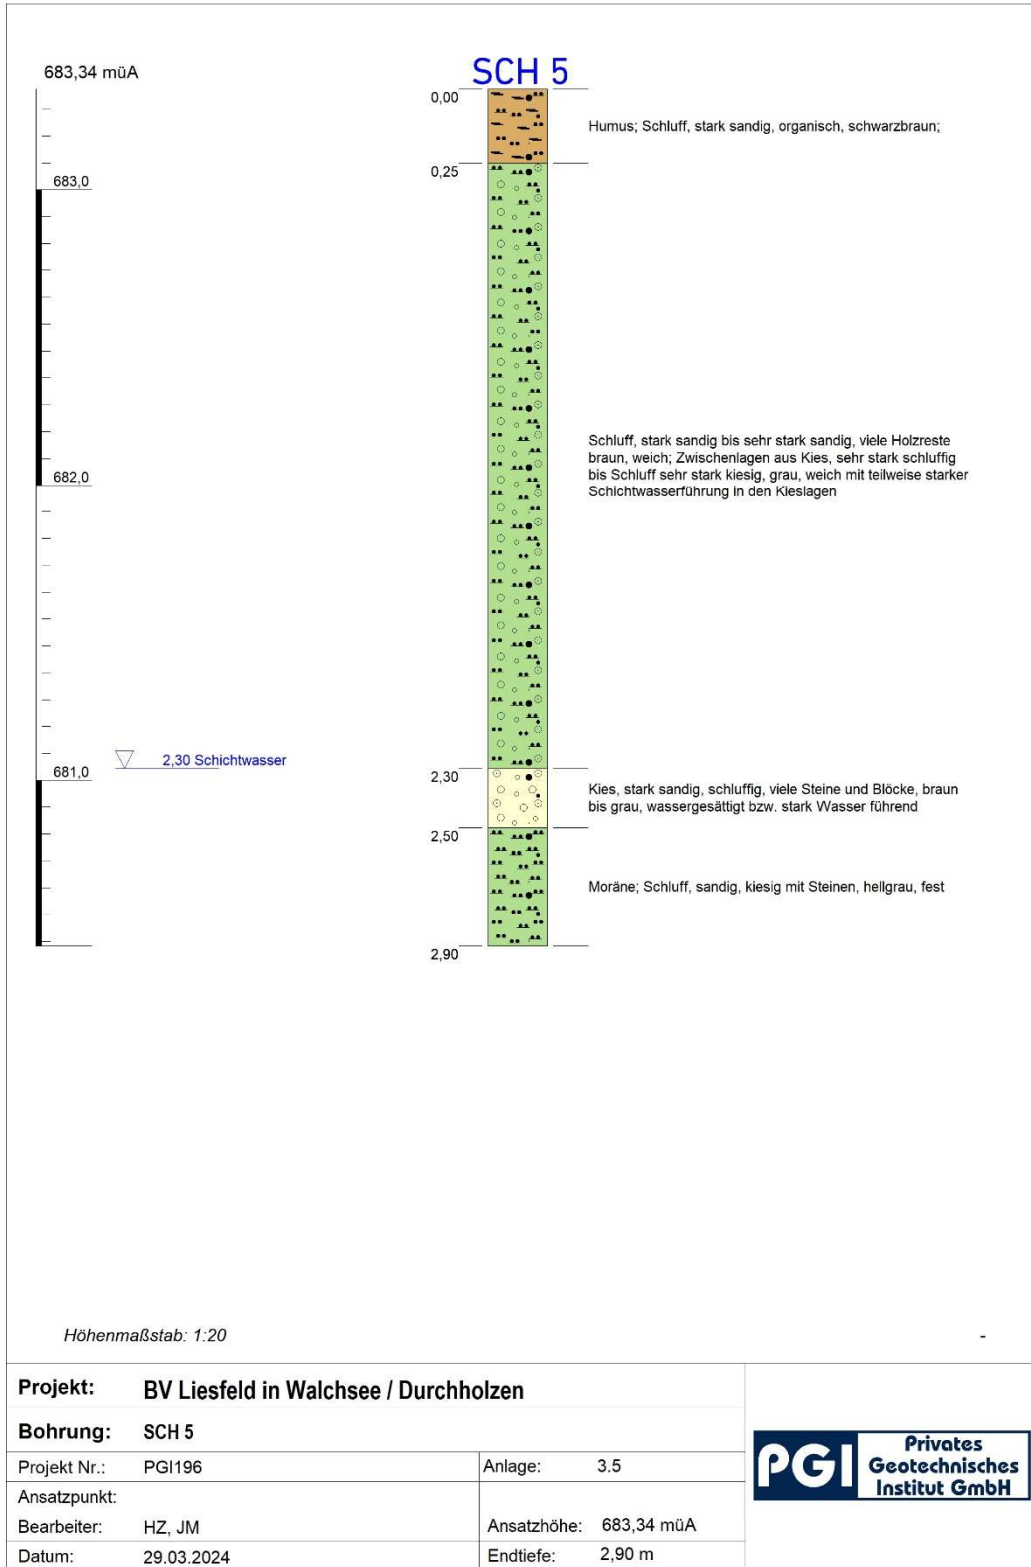 683,34 müA
SCH 5
0,00
Humus; Schluff, stark sandig, organisch, schwarzbraun;
0,25
683,0
Schluff, stark sandig bis sehr stark sandig, viele Holzreste
braun, weich; Zwischenlagen aus Kies, sehr stark schluffig
bis Schluff sehr stark kiesig, grau, weich mit teilweise starker
Schichtwasserführung in den Kieslagen
682,0
2,30 Schichtwasser
681,0
2,30
Kies, stark sandig, schluffig, viele Steine und Blöcke, braun
bis grau, wassergesättigt bzw. stark Wasser führend
2,50
Moräne; Schluff, sandig, kiesig mit Steinen, hellgrau, fest
2,90
Höhenmaßstab: 1:20
-
Projekt: BV Liesfeld in Walchsee / Durchholzen
Bohrung: SCH 5
Projekt Nr.: PGI196
Anlage: 3.5
Ansatzpunkt:
Bearbeiter: HZ, JM
Ansatzhöhe: 683,34 müA
Datum: 29.03.2024
Endtiefe: 2,90 m
PGI
Privates
Geotechnisches
Institut GmbH